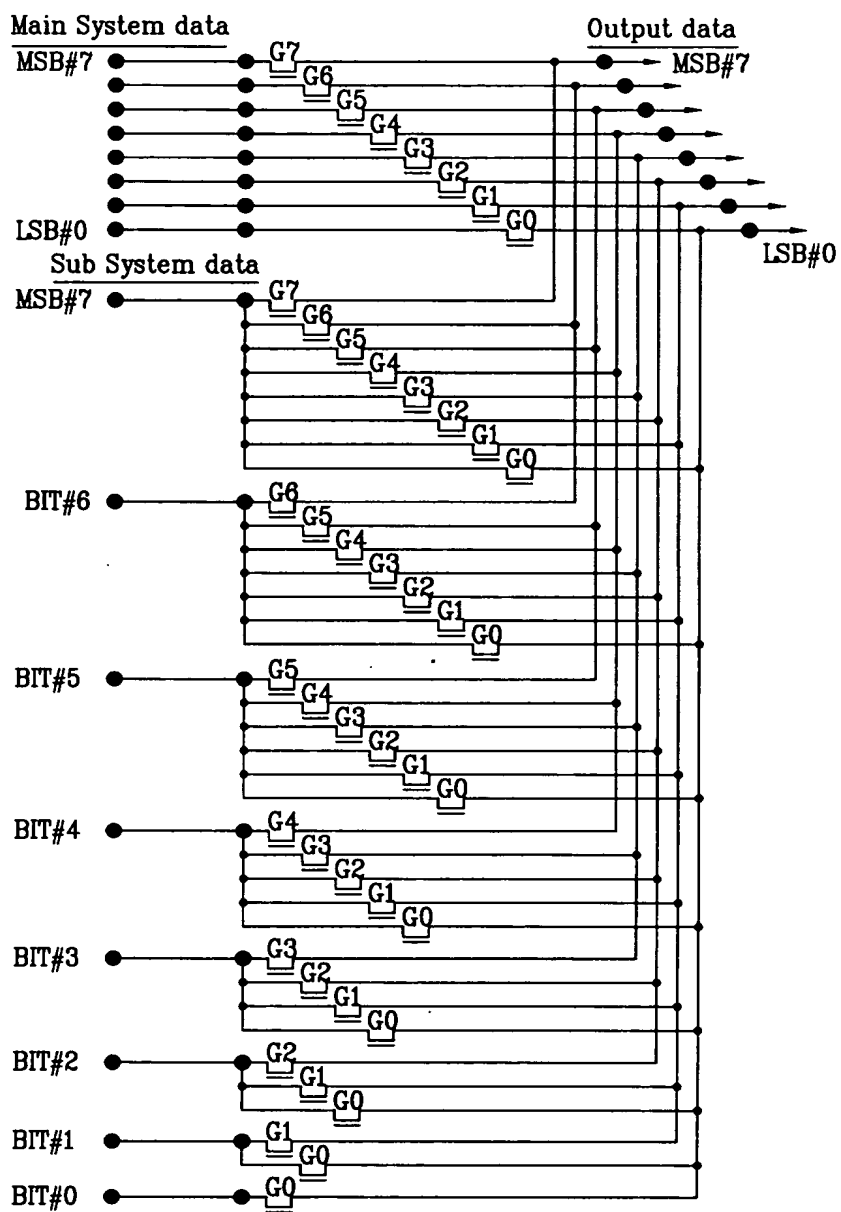 Main System data
Output data
MSB#7
G7
MSB#7
G6
G5
G4
G3
G2
G1
LSB#0
G0
LSB#0
Sub System data
MSB#7
G7
G6
G5
G4
G3
G2
G1
G0
BIT#6
G6
G5
G4
G3
G2
G1
G0
BIT#5
G5
G4
G3
G2
G1
G0
BIT#4
G4
G3
G2
G1
G0
BIT#3
G3
G2
G1
G0
BIT#2
G2
G1
G0
BIT#1
G1
G0
BIT#0
G0